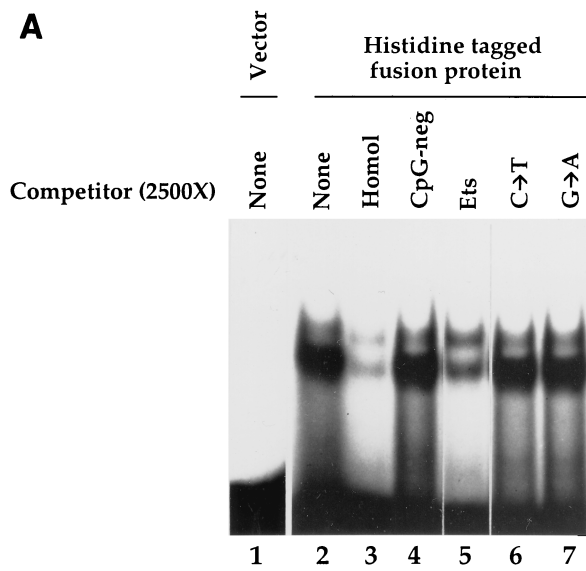 A
Vector
Histidine tagged
fusion protein
Competitor (2500X)
None
None
Homol
CpG-neg
Ets
C→T
G→A
1 2 3 4 5 6 7